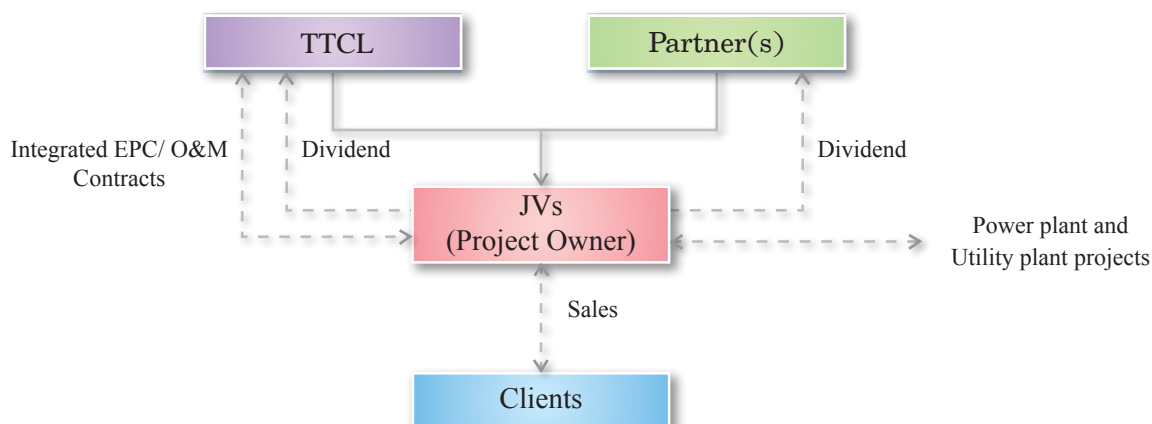 TTCL
Partner(s)
Integrated EPC/ O&M
Contracts
Dividend
Dividend
JVs
(Project Owner)
Power plant and
Utility plant projects
Sales
Clients